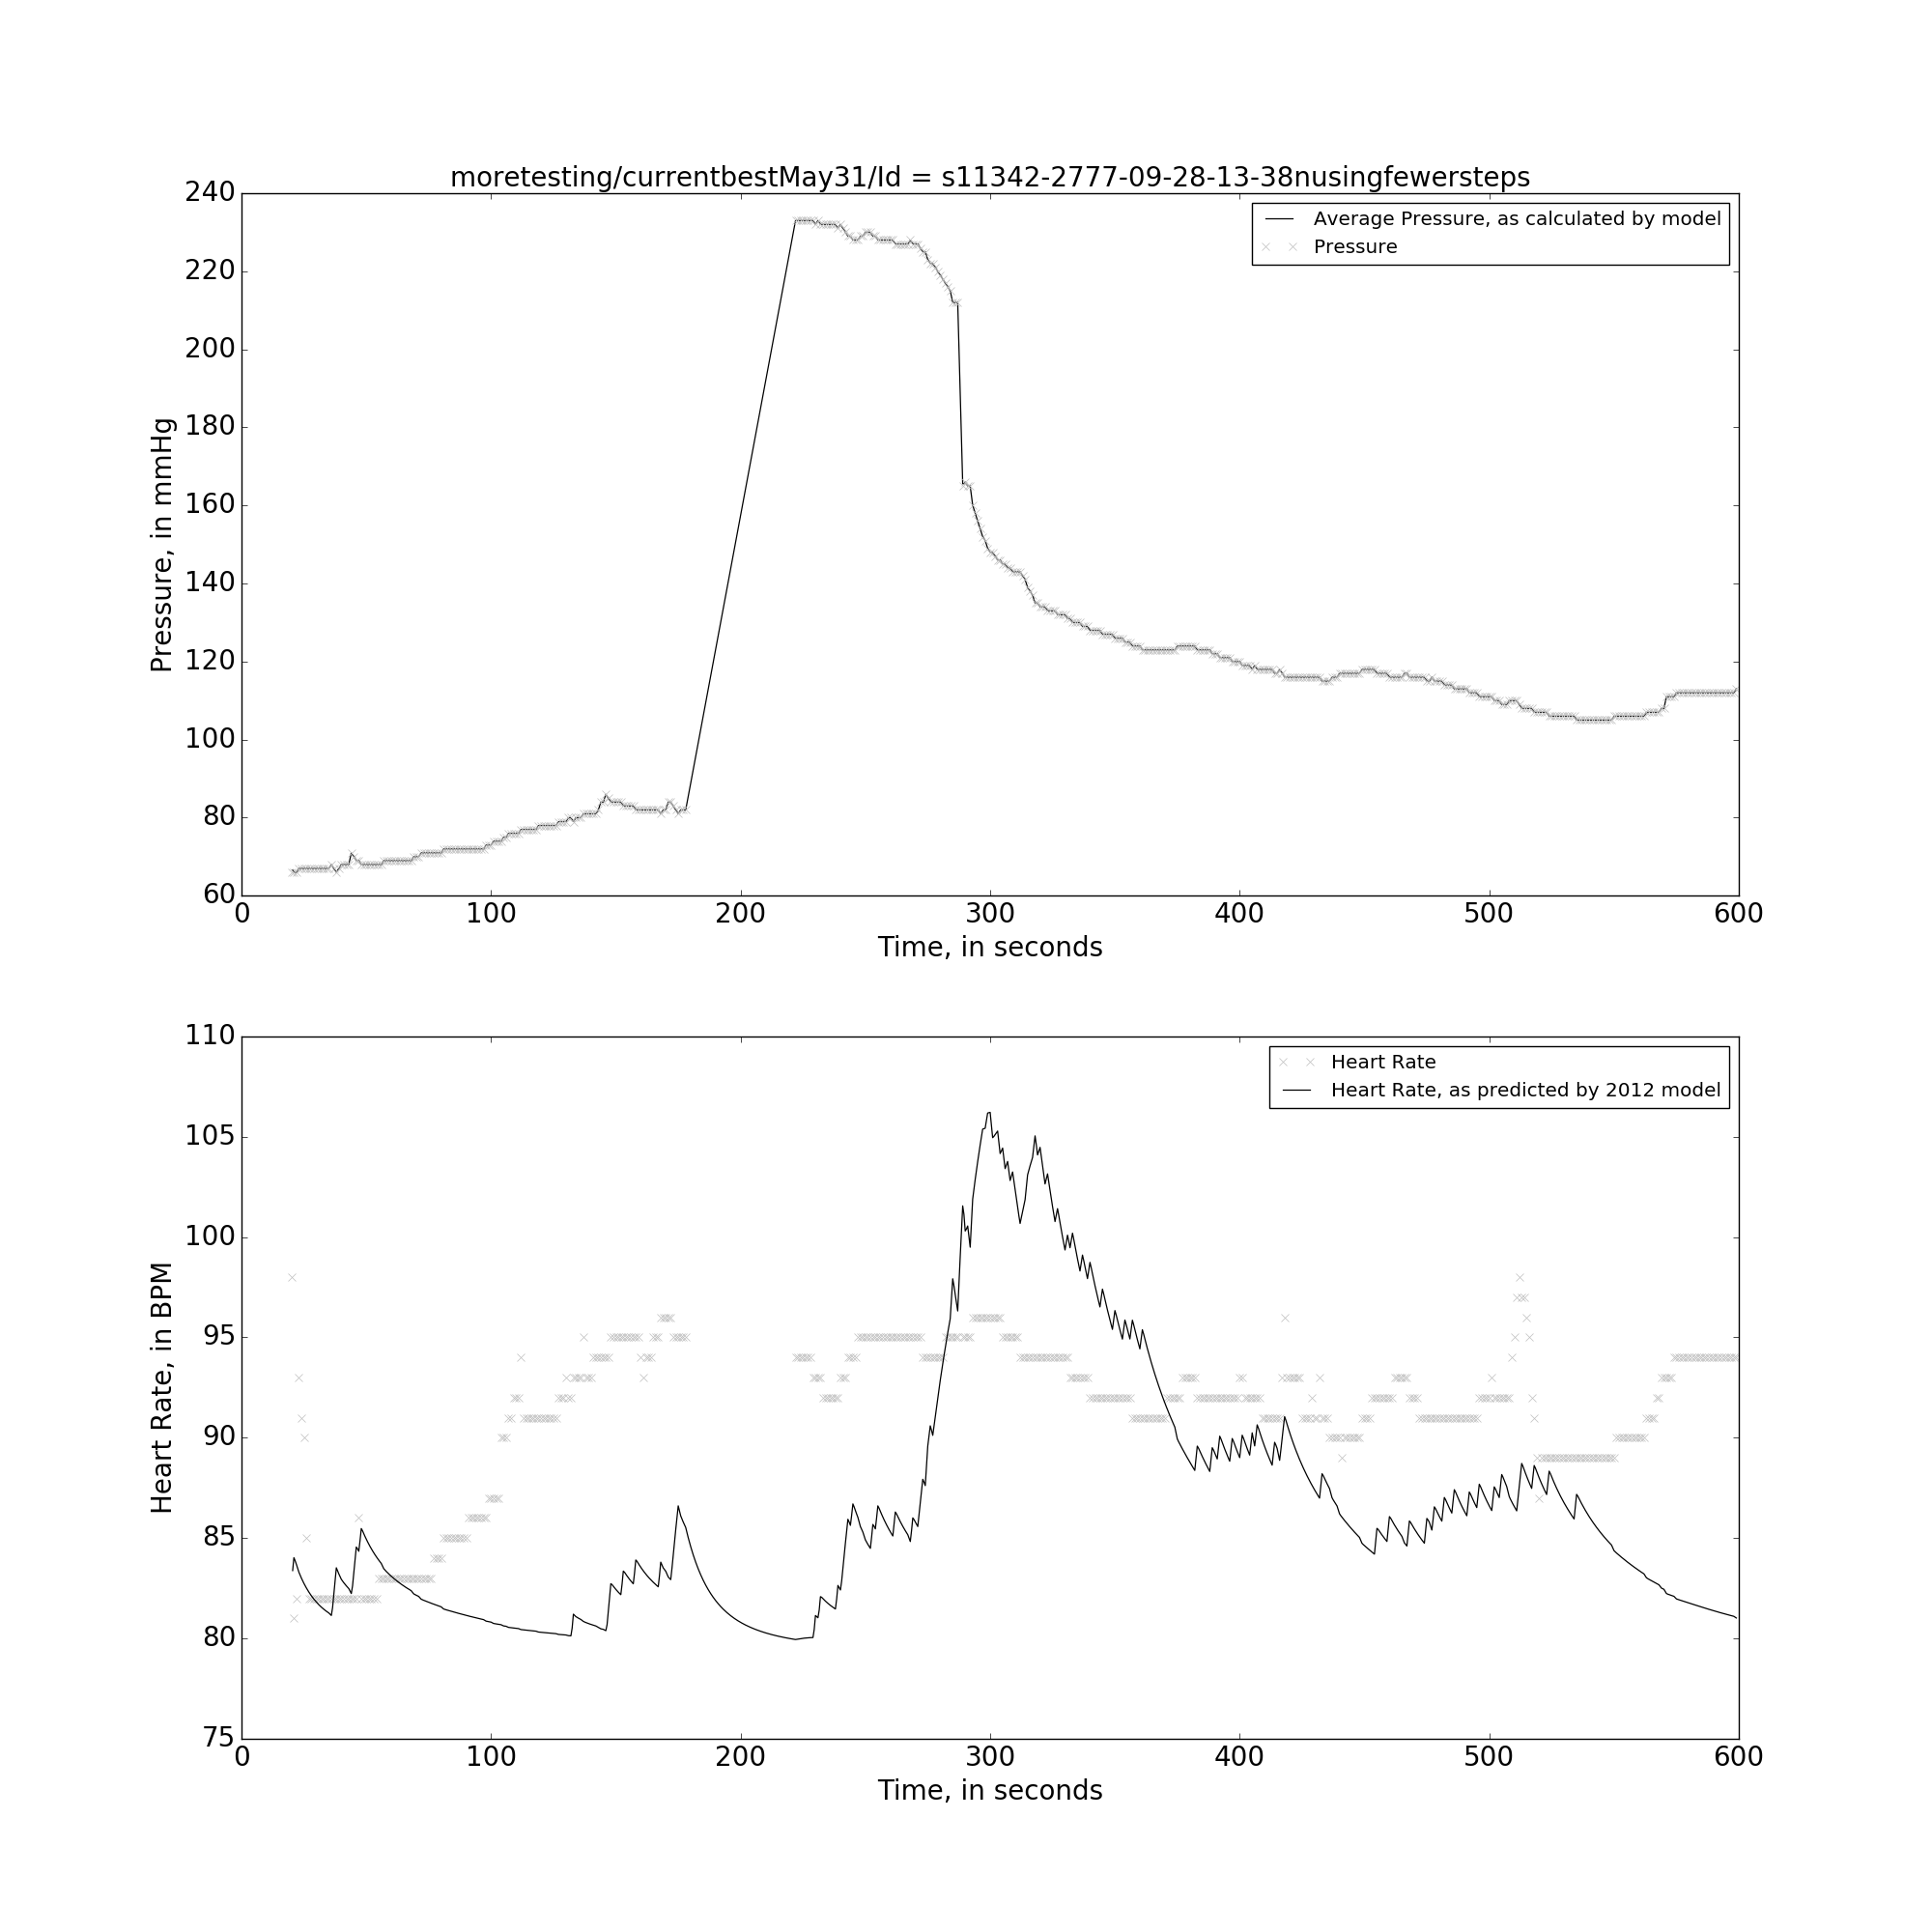 moretesting/currentbestMay31/Id = s11342-2777-09-28-13-38nusingfewersteps
240
220
200
180
160
140
120
100
80
60
Pressure, in mmHg
Average Pressure, as calculated by model
Pressure
0 100 200 300 400 500 600
Time, in seconds
110
105
100
95
90
85
80
75
Heart Rate, in BPM
Heart Rate
Heart Rate, as predicted by 2012 model
0 100 200 300 400 500 600
Time, in seconds